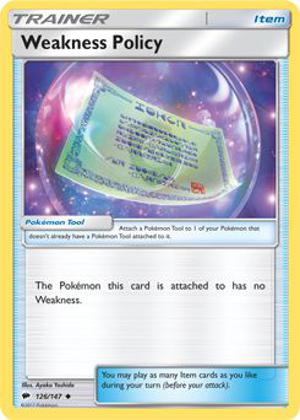 TRAINER
Item
Weakness Policy
Pokémon Tool
Attach a Pokémon Tool to 1 of your Pokémon that
doesn't already have a Pokémon Tool attached to it.
The Pokémon this card is attached to has no
Weakness.
You may play as many Item cards as you like
during your turn (before your attack).
Illus. Ayaka Yoshida
126/147
©2017 Pokémon